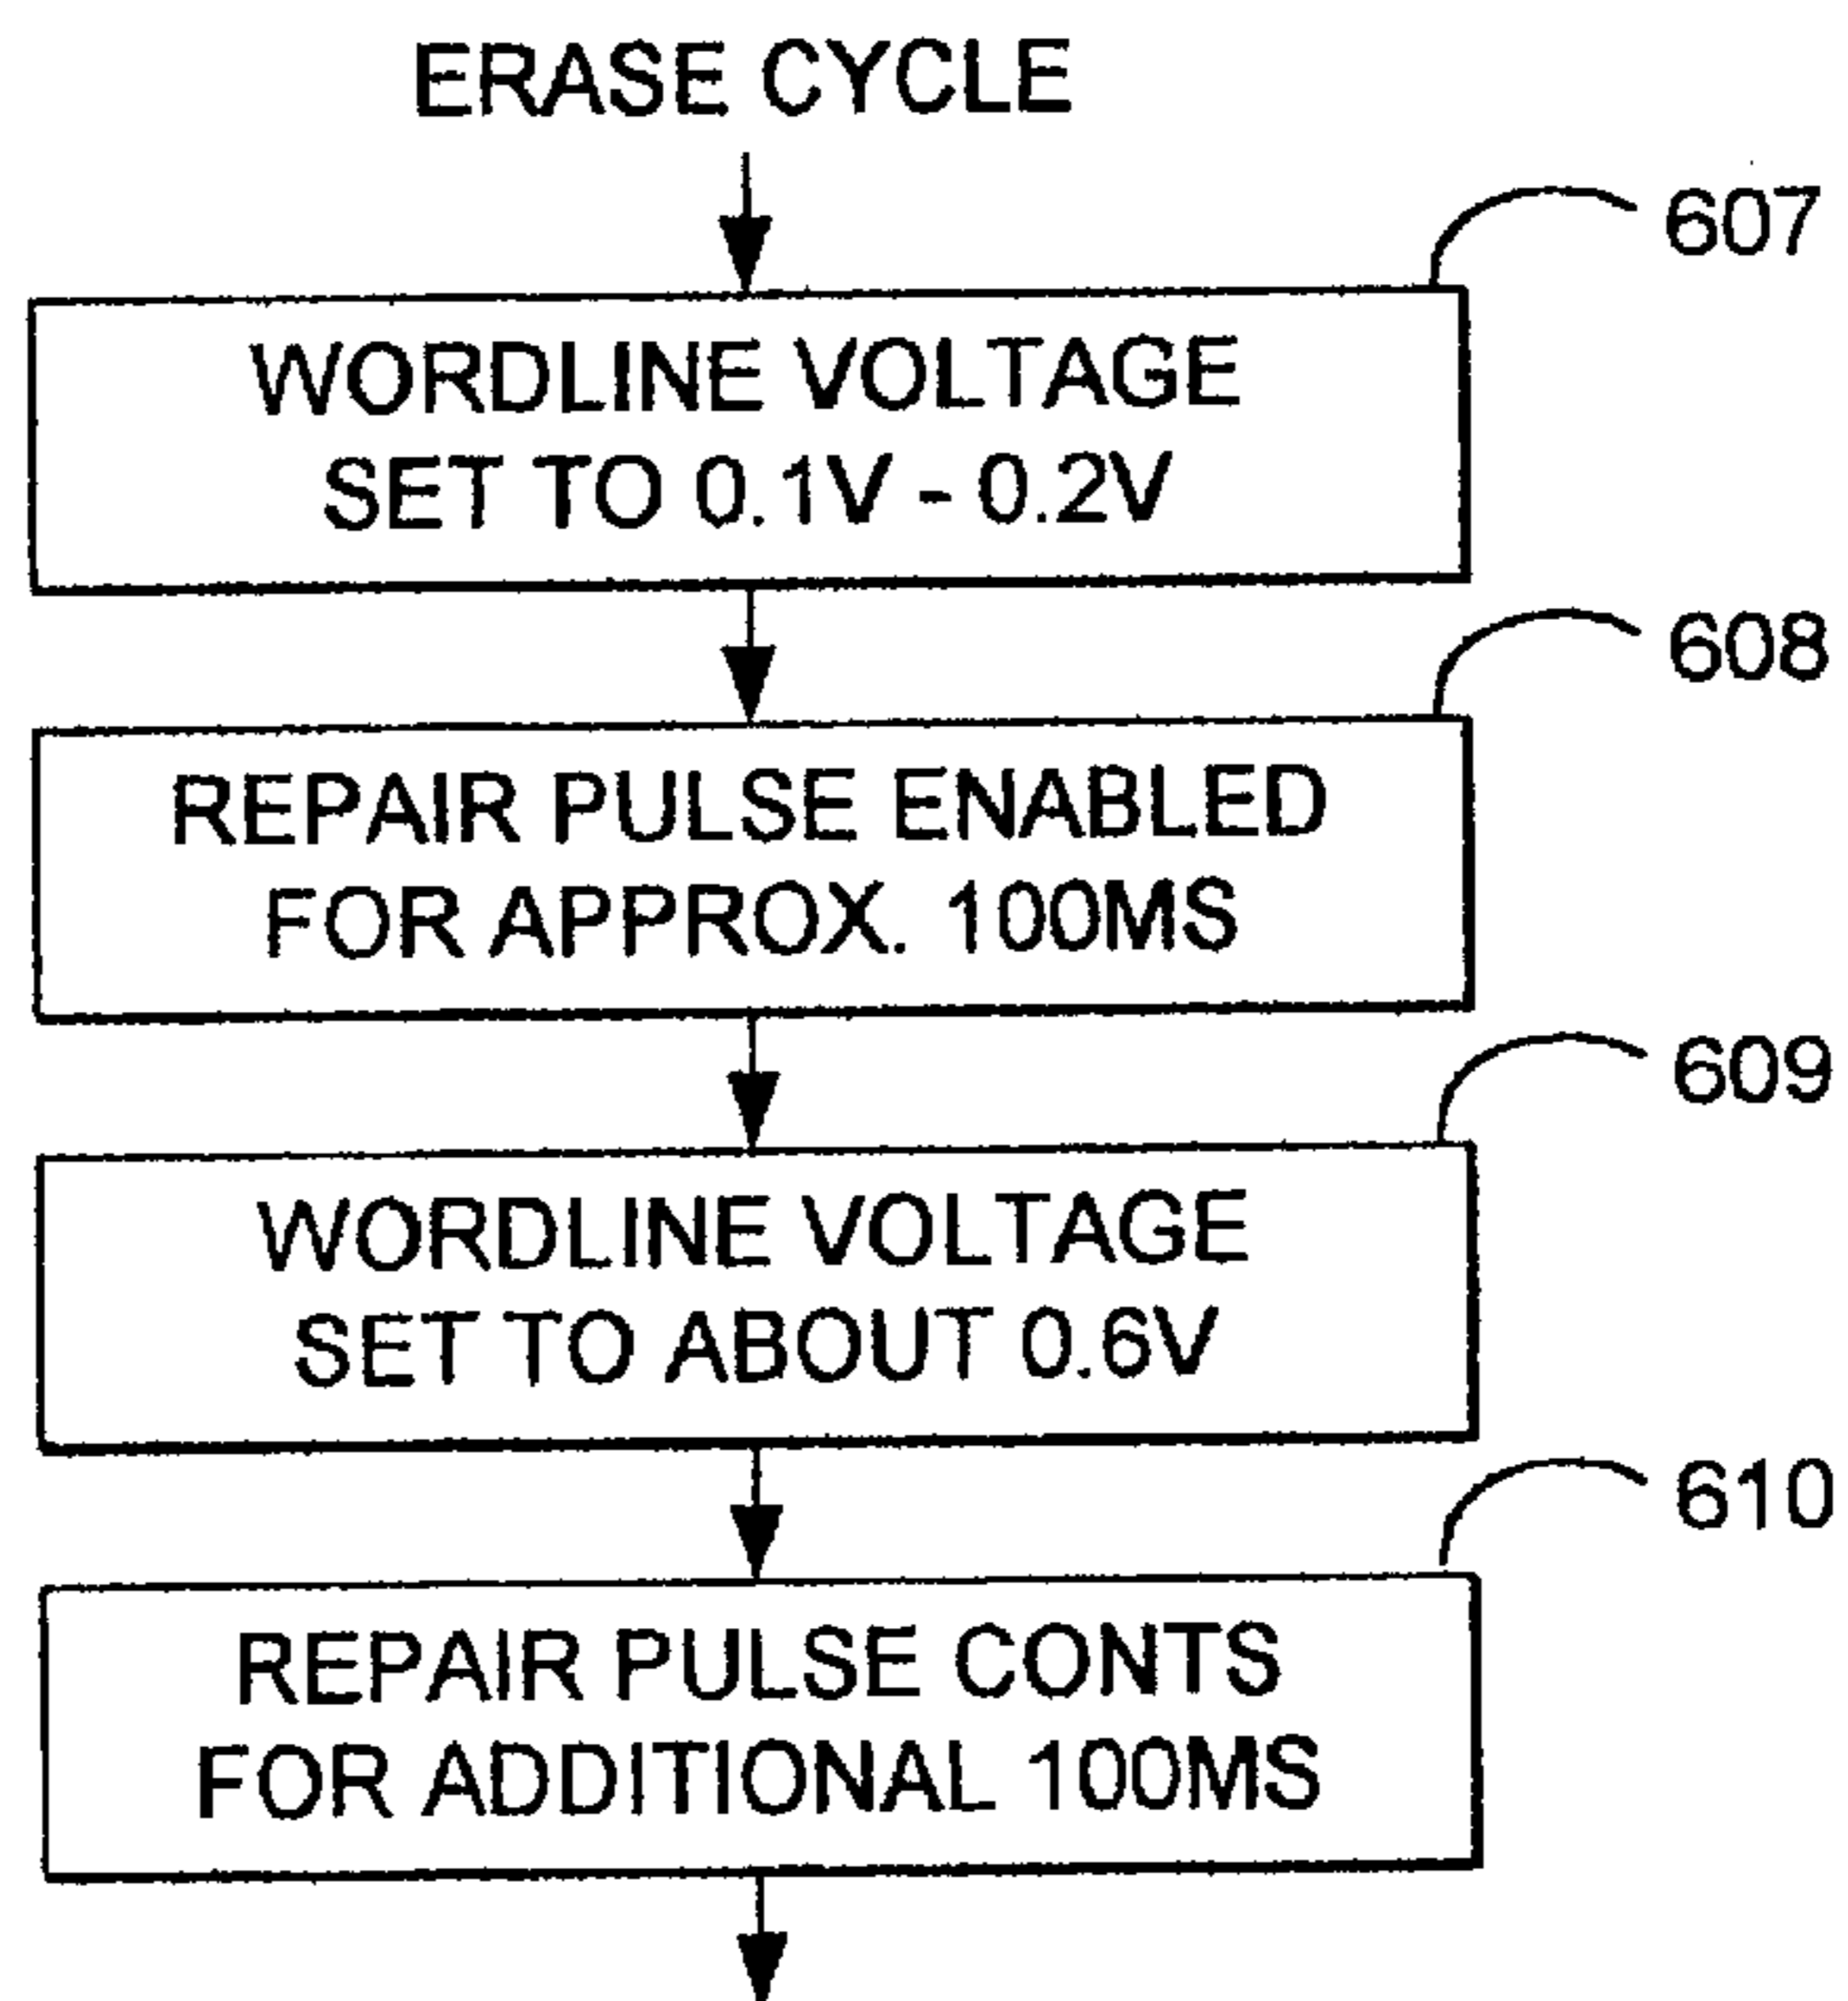 ERASE CYCLE
607
WORDLINE VOLTAGE
SET TO 0.1V - 0.2V
608
REPAIR PULSE ENABLED
FOR APPROX. 100MS
609
WORDLINE VOLTAGE
SET TO ABOUT 0.6V
610
REPAIR PULSE CONTS
FOR ADDITIONAL 100MS